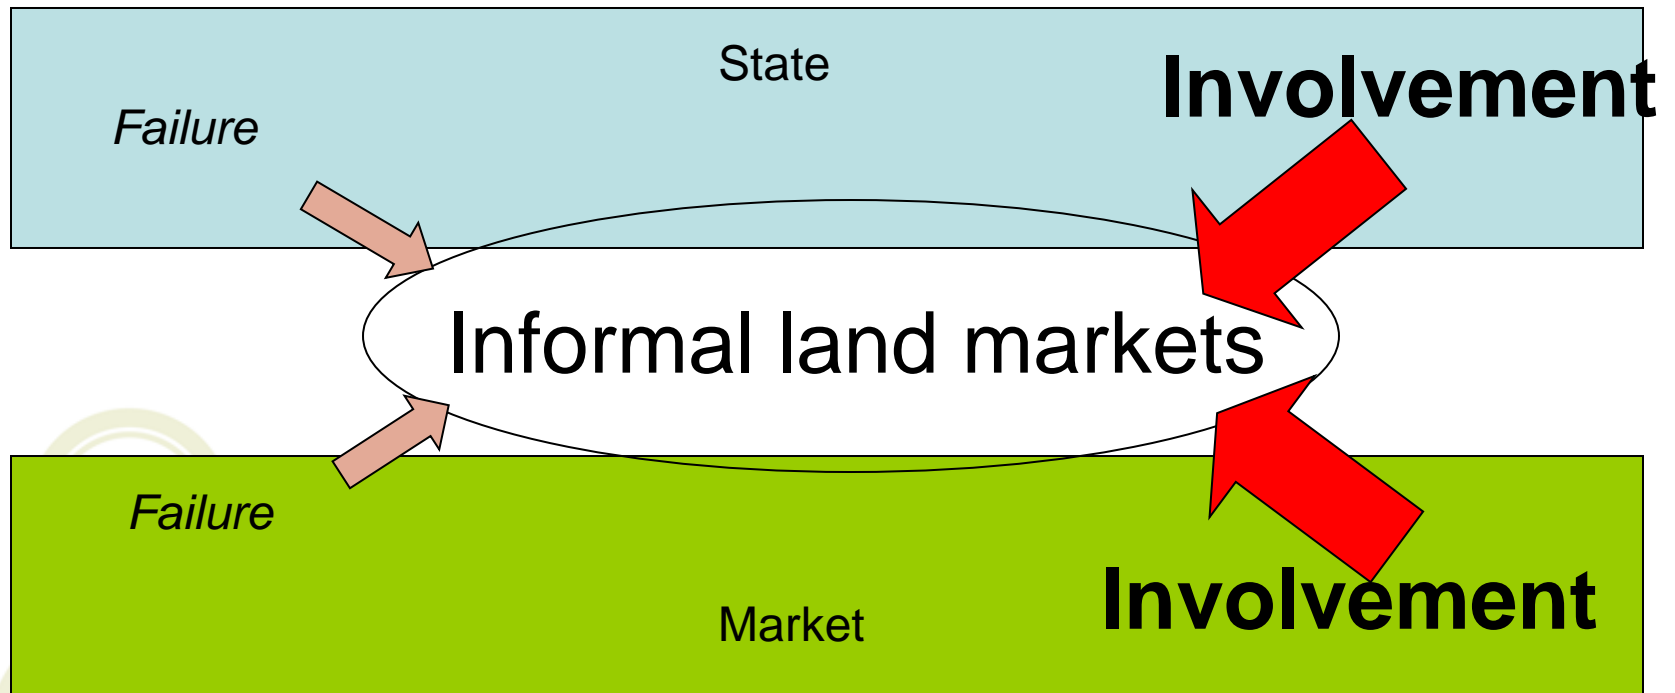 State
Involvement
Failure
Informal land markets
Failure
Involvement
Market